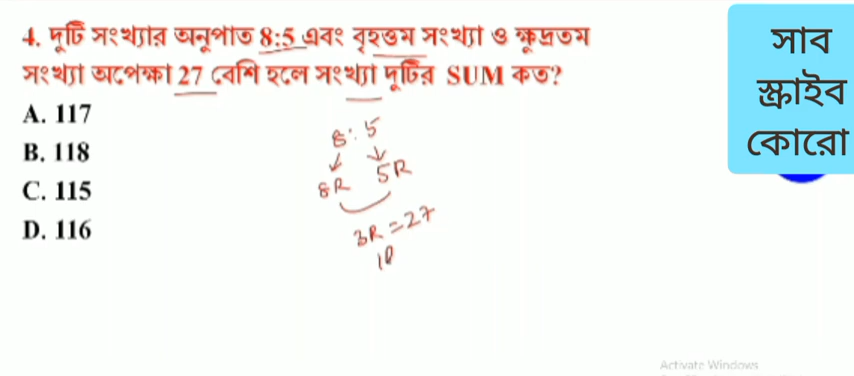 4. দুটি সংখ্যার অনুপাত 8:5 এবং বৃহত্তম সংখ্যা ও ক্ষুদ্রতম
সংখ্যা অপেক্ষা 27 বেশি হলে সংখ্যা দুটির SUM কত?
A. 117
B. 118
C. 115
D. 116
8:5
8R 5R
3R = 27
1R
সাব
স্ক্রাইব
কোরো
Activate Windows